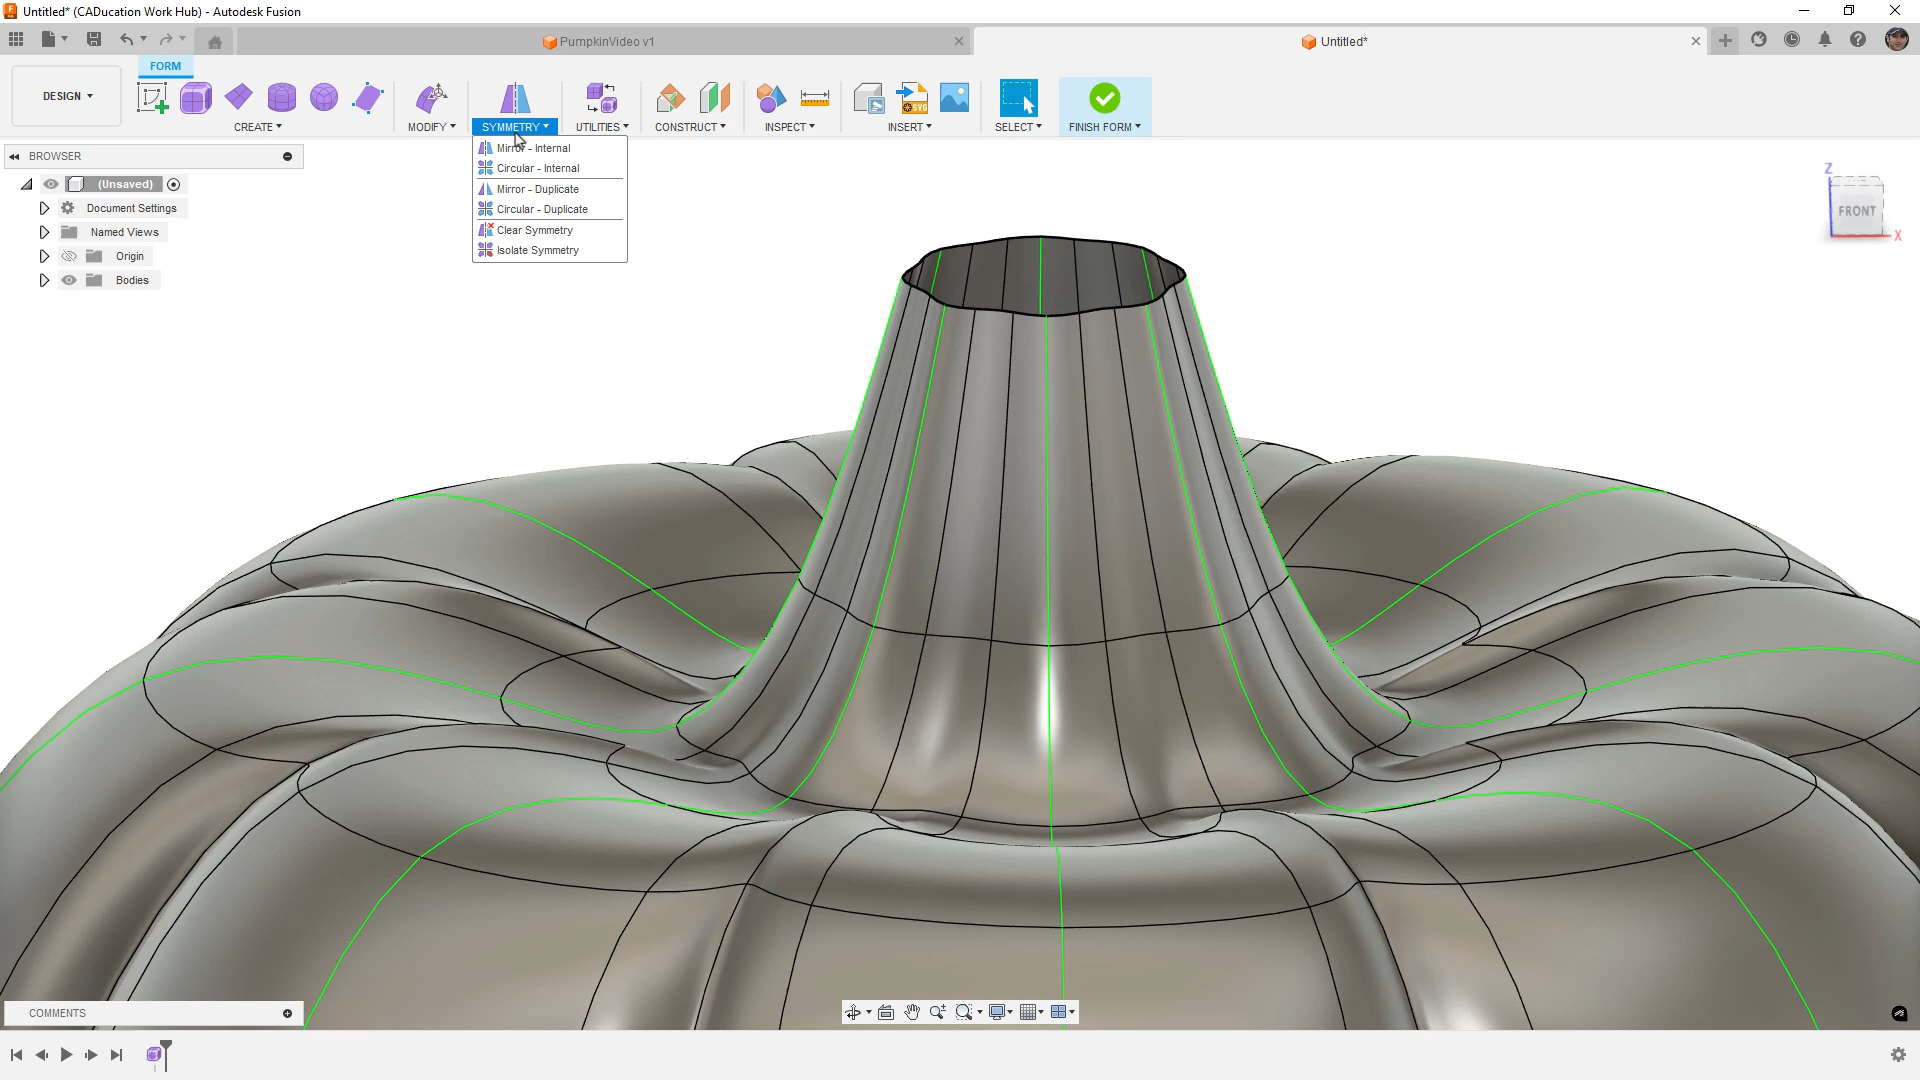 Untitled* (CADucation Work Hub) - Autodesk Fusion
PumpkinVideo v1
Untitled*
FORM
DESIGN
CREATE
MODIFY
SYMMETRY
UTILITIES
CONSTRUCT
INSPECT
INSERT
SELECT
FINISH FORM
SVG
Mirror - Internal
Circular - Internal
Mirror - Duplicate
Circular - Duplicate
Clear Symmetry
Isolate Symmetry
BROWSER
(Unsaved)
Document Settings
Named Views
Origin
Bodies
Z
FRONT
X
COMMENTS